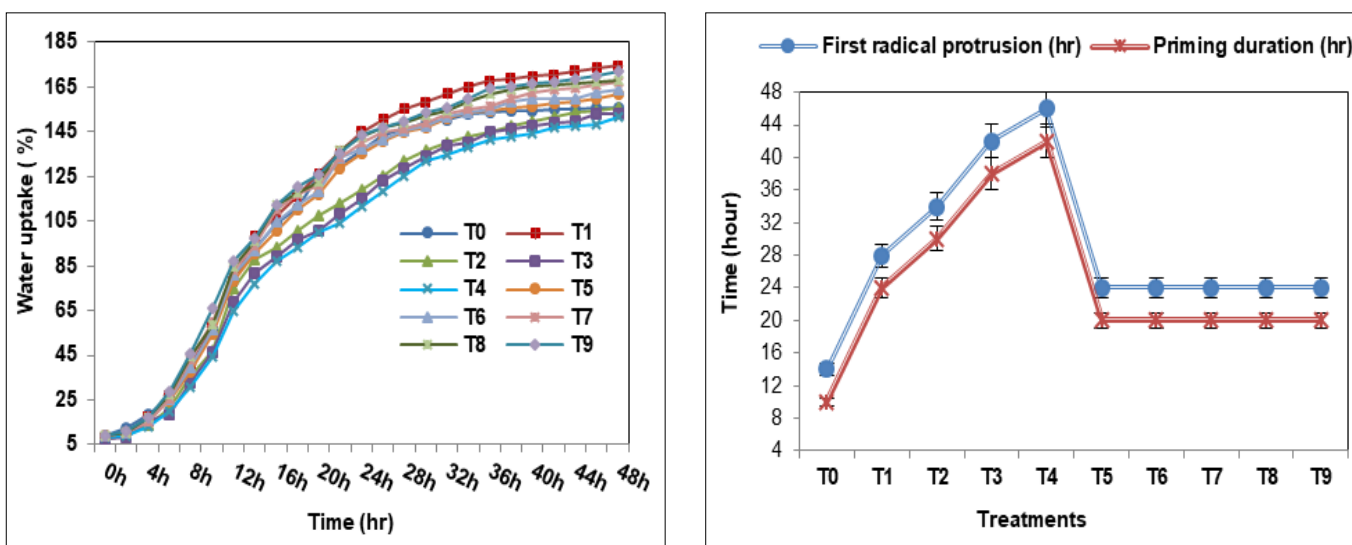 185
165
145
125
105
85
65
45
25
5
Water uptake ( %)
T0 T1
T2 T3
T4 T5
T6 T7
T8 T9
0h 4h 8h 12h 16h 20h 24h 28h 32h 36h 40h 44h 48h
Time (hr)
First radical protrusion (hr) Priming duration (hr)
48
44
40
36
32
28
24
20
16
12
8
4
Time (hour)
T0 T1 T2 T3 T4 T5 T6 T7 T8 T9
Treatments